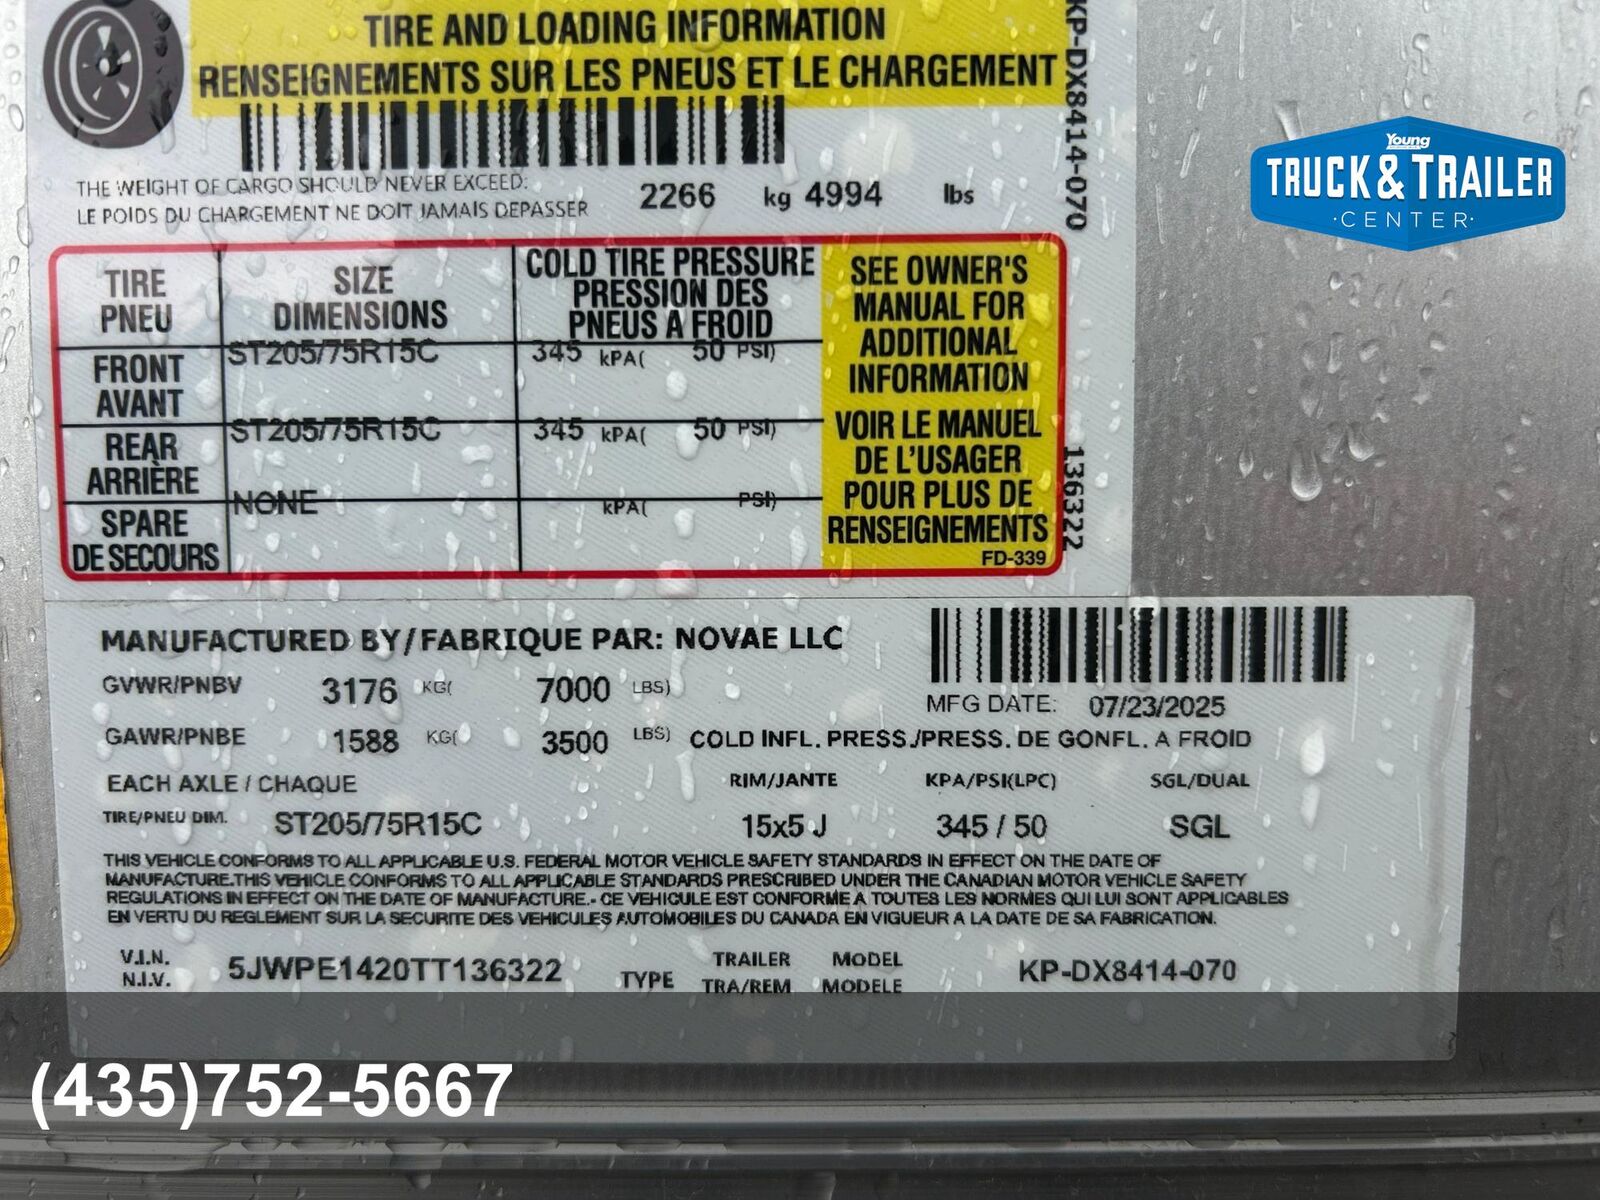 TIRE AND LOADING INFORMATION
RENSEIGNEMENTS SUR LES PNEUS ET LE CHARGEMENT
THE WEIGHT OF CARGO SHOULD NEVER EXCEED:
LE POIDS DU CHARGEMENT NE DOIT JAMAIS DEPASSER
2266 kg 4994 lbs
KP-DX8414-070
136322
TIRE
PNEU
SIZE
DIMENSIONS
COLD TIRE PRESSURE
PRESSION DES
PNEUS A FROID
FRONT
AVANT
ST205/75R15C
345 kPA( 50 PSI)
REAR
ARRIÈRE
ST205/75R15C
345 kPA( 50 PSI)
SPARE
DE SECOURS
NONE
kPA( PSI)
SEE OWNER'S
MANUAL FOR
ADDITIONAL
INFORMATION
VOIR LE MANUEL
DE L'USAGER
POUR PLUS DE
RENSEIGNEMENTS
FD-339
Young
TRUCK & TRAILER
·CENTER·
MANUFACTURED BY/FABRIQUE PAR: NOVAE LLC
GVWR/PNBV 3176 KG( 7000 LBS)
MFG DATE: 07/23/2025
GAWR/PNBE 1588 KG( 3500 LBS) COLD INFL. PRESS./PRESS. DE GONFL. A FROID
EACH AXLE / CHAQUE RIM/JANTE KPA/PSI(LPC) SGL/DUAL
TIRE/PNEU DIM. ST205/75R15C 15x5 J 345 / 50 SGL
THIS VEHICLE CONFORMS TO ALL APPLICABLE U.S. FEDERAL MOTOR VEHICLE SAFETY STANDARDS IN EFFECT ON THE DATE OF
MANUFACTURE.THIS VEHICLE CONFORMS TO ALL APPLICABLE STANDARDS PRESCRIBED UNDER THE CANADIAN MOTOR VEHICLE SAFETY
REGULATIONS IN EFFECT ON THE DATE OF MANUFACTURE.- CE VEHICULE EST CONFORME A TOUTES LES NORMES QUI LUI SONT APPLICABLES
EN VERTU DU REGLEMENT SUR LA SECURITE DES VEHICULES AUTOMOBILES DU CANADA EN VIGUEUR A LA DATE DE SA FABRICATION.
V.I.N.
N.I.V.
5JWPE1420TT136322
TYPE
TRAILER
TRA/REM
MODEL
MODELE
KP-DX8414-070
(435)752-5667